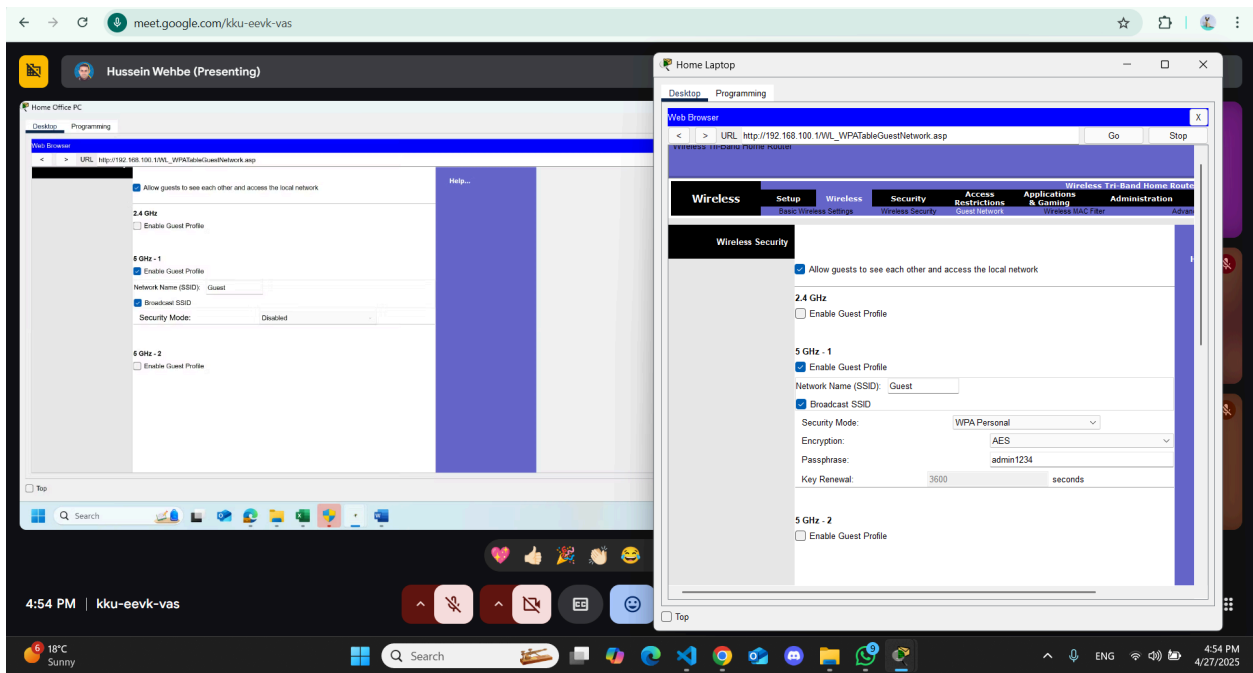 meet.google.com/kku-eevk-vas
Hussein Wehbe (Presenting)
Home Office PC
Desktop Programming
Web Browser
< > URL http://192.168.100.1/WL_WPATableGuestNetwork.asp
Help...
Allow guests to see each other and access the local network
2.4 GHz
Enable Guest Profile
5 GHz - 1
Enable Guest Profile
Network Name (SSID): Guest
Broadcast SSID
Security Mode: Disabled
5 GHz - 2
Enable Guest Profile
Top
Search
4:54 PM | kku-eevk-vas
Home Laptop
Desktop Programming
Web Browser X
< > URL http://192.168.100.1/WL_WPATableGuestNetwork.asp Go Stop
Wireless Tri-Band Home Router
Wireless Tri-Band Home Route
Wireless Setup Wireless Security Access Restrictions Applications & Gaming Administration
Basic Wireless Settings Wireless Security Guest Network Wireless MAC Filter Advan
Wireless Security
H
Allow guests to see each other and access the local network
2.4 GHz
Enable Guest Profile
5 GHz - 1
Enable Guest Profile
Network Name (SSID): Guest
Broadcast SSID
Security Mode: WPA Personal
Encryption: AES
Passphrase: admin1234
Key Renewal: 3600 seconds
5 GHz - 2
Enable Guest Profile
Top
6 18°C
Sunny
Search
9
ENG
4:54 PM
4/27/2025